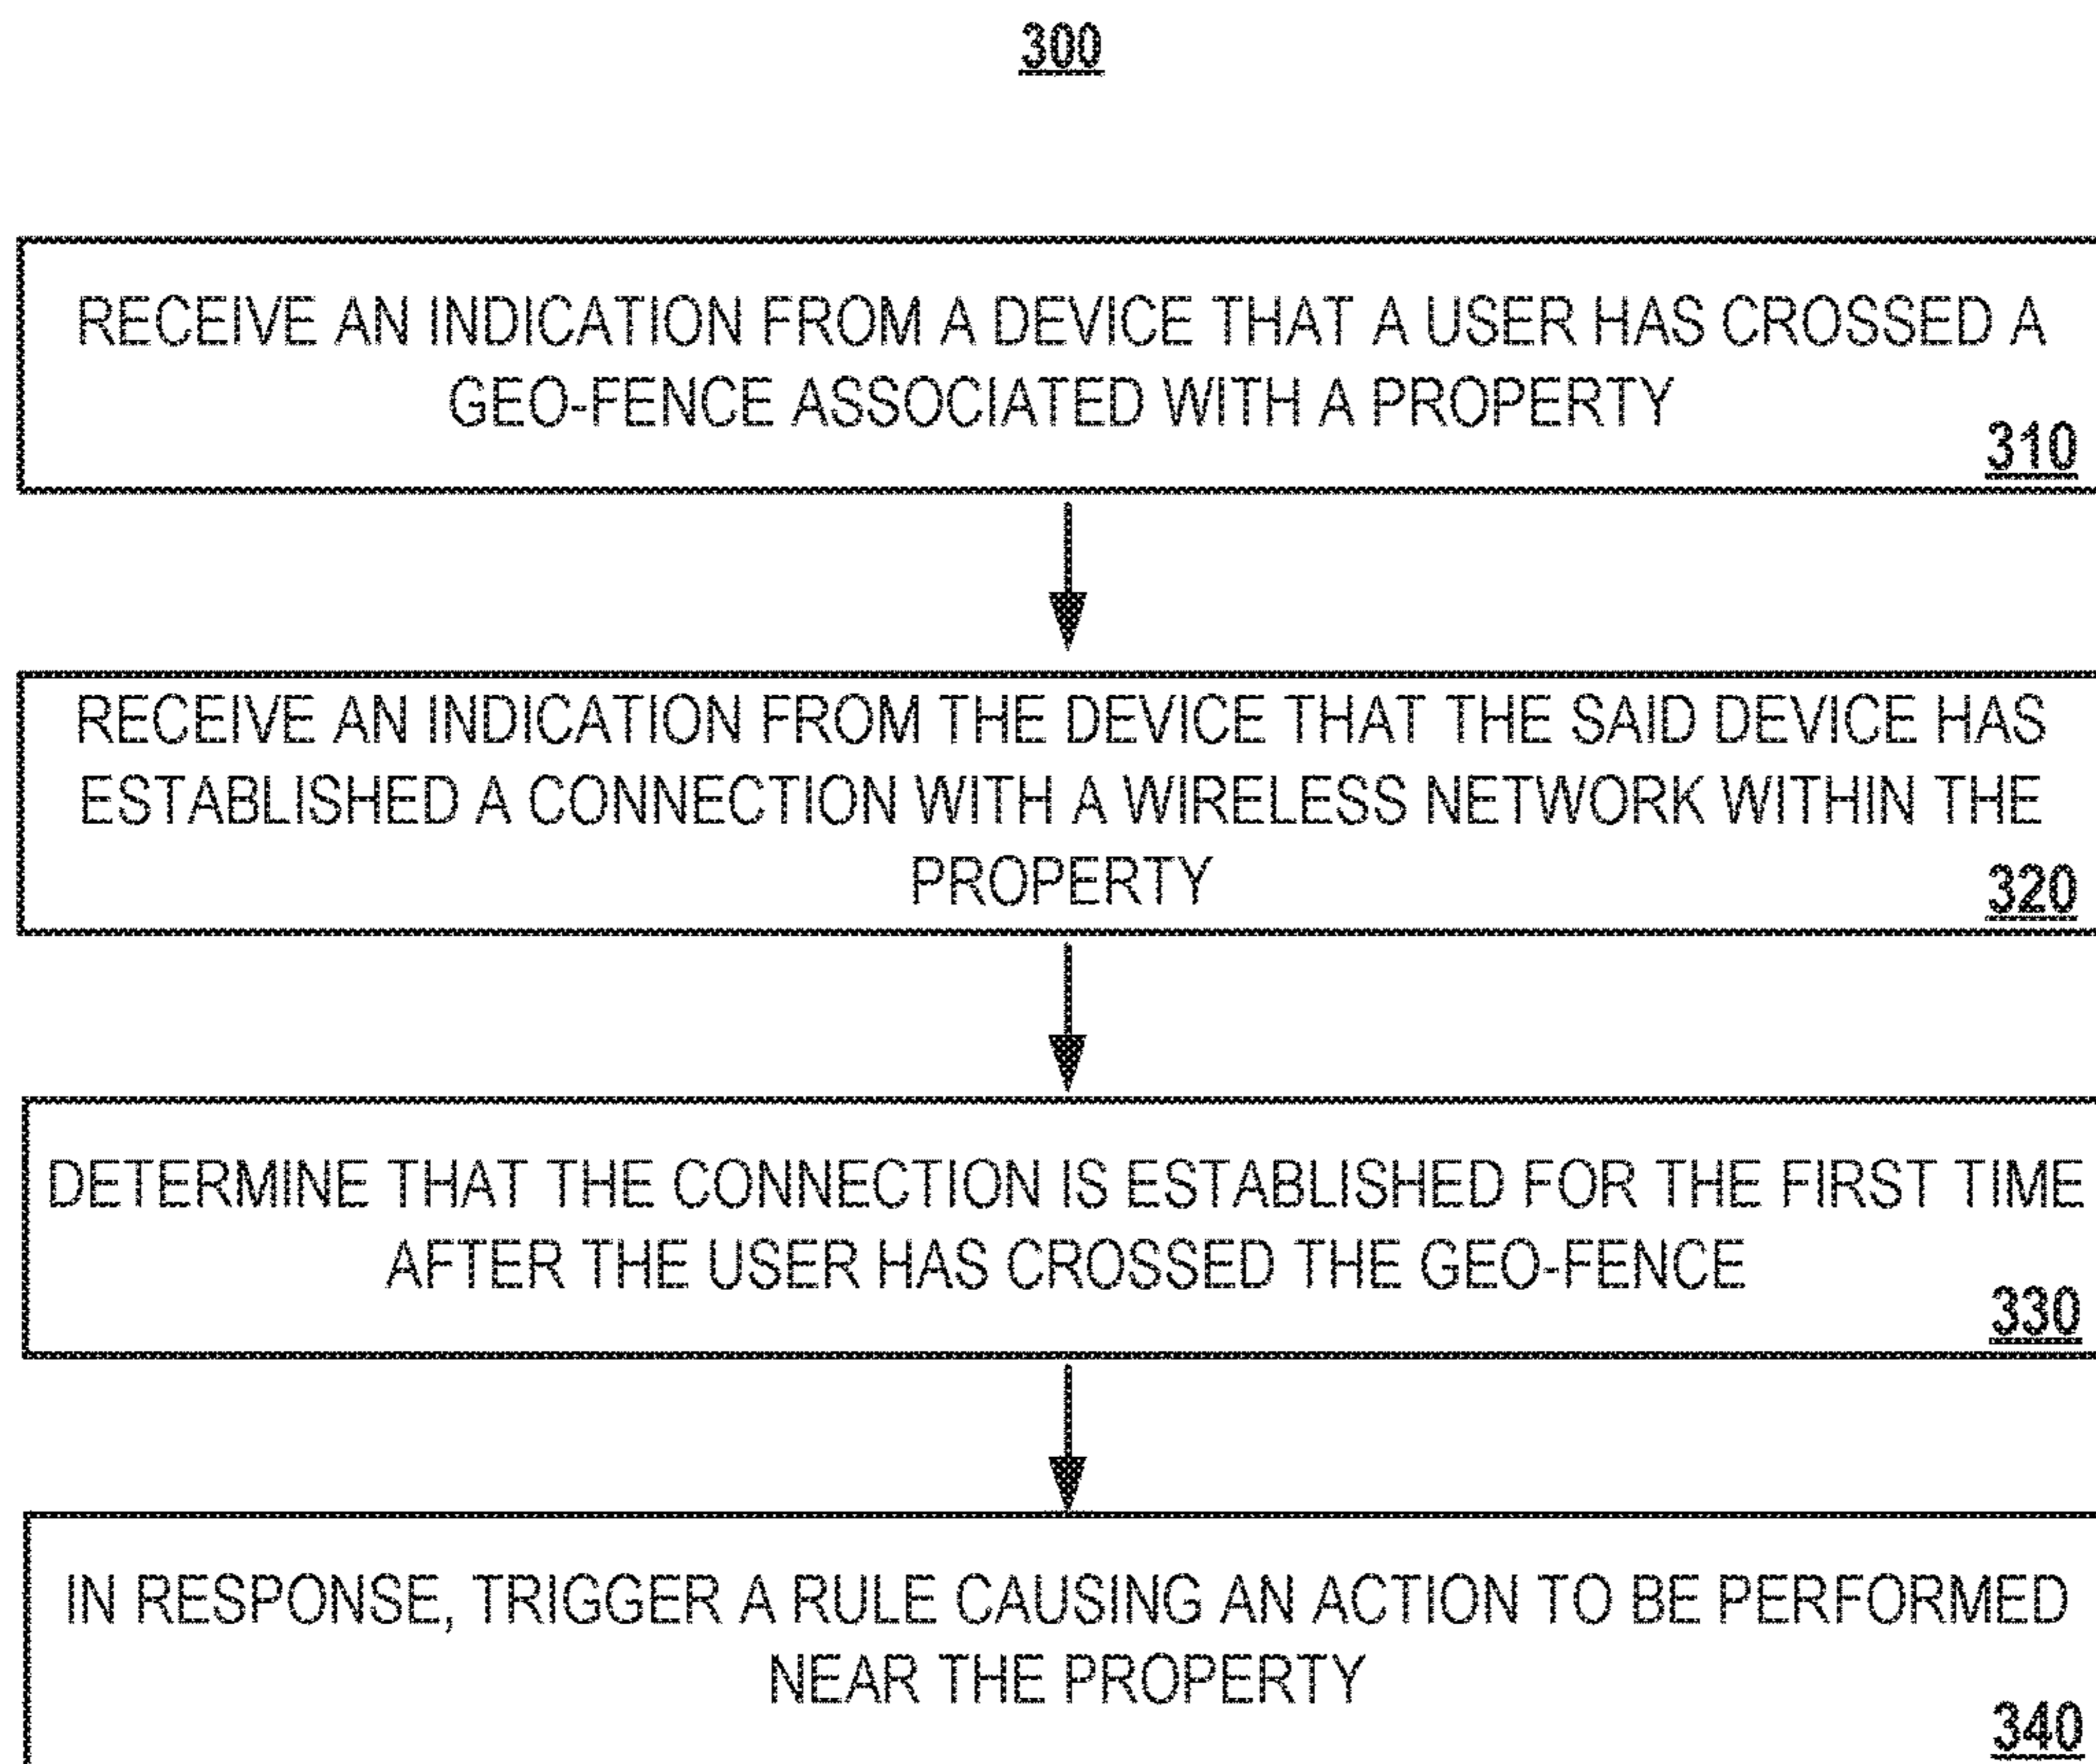 300
RECEIVE AN INDICATION FROM A DEVICE THAT A USER HAS CROSSED A
GEO-FENCE ASSOCIATED WITH A PROPERTY
310
RECEIVE AN INDICATION FROM THE DEVICE THAT THE SAID DEVICE HAS
ESTABLISHED A CONNECTION WITH A WIRELESS NETWORK WITHIN THE
PROPERTY
320
DETERMINE THAT THE CONNECTION IS ESTABLISHED FOR THE FIRST TIME
AFTER THE USER HAS CROSSED THE GEO-FENCE
330
IN RESPONSE, TRIGGER A RULE CAUSING AN ACTION TO BE PERFORMED
NEAR THE PROPERTY
340